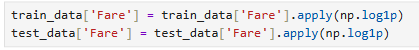 train_data['Fare'] = train_data['Fare'].apply(np.log1p)
test_data['Fare'] = test_data['Fare'].apply(np.log1p)